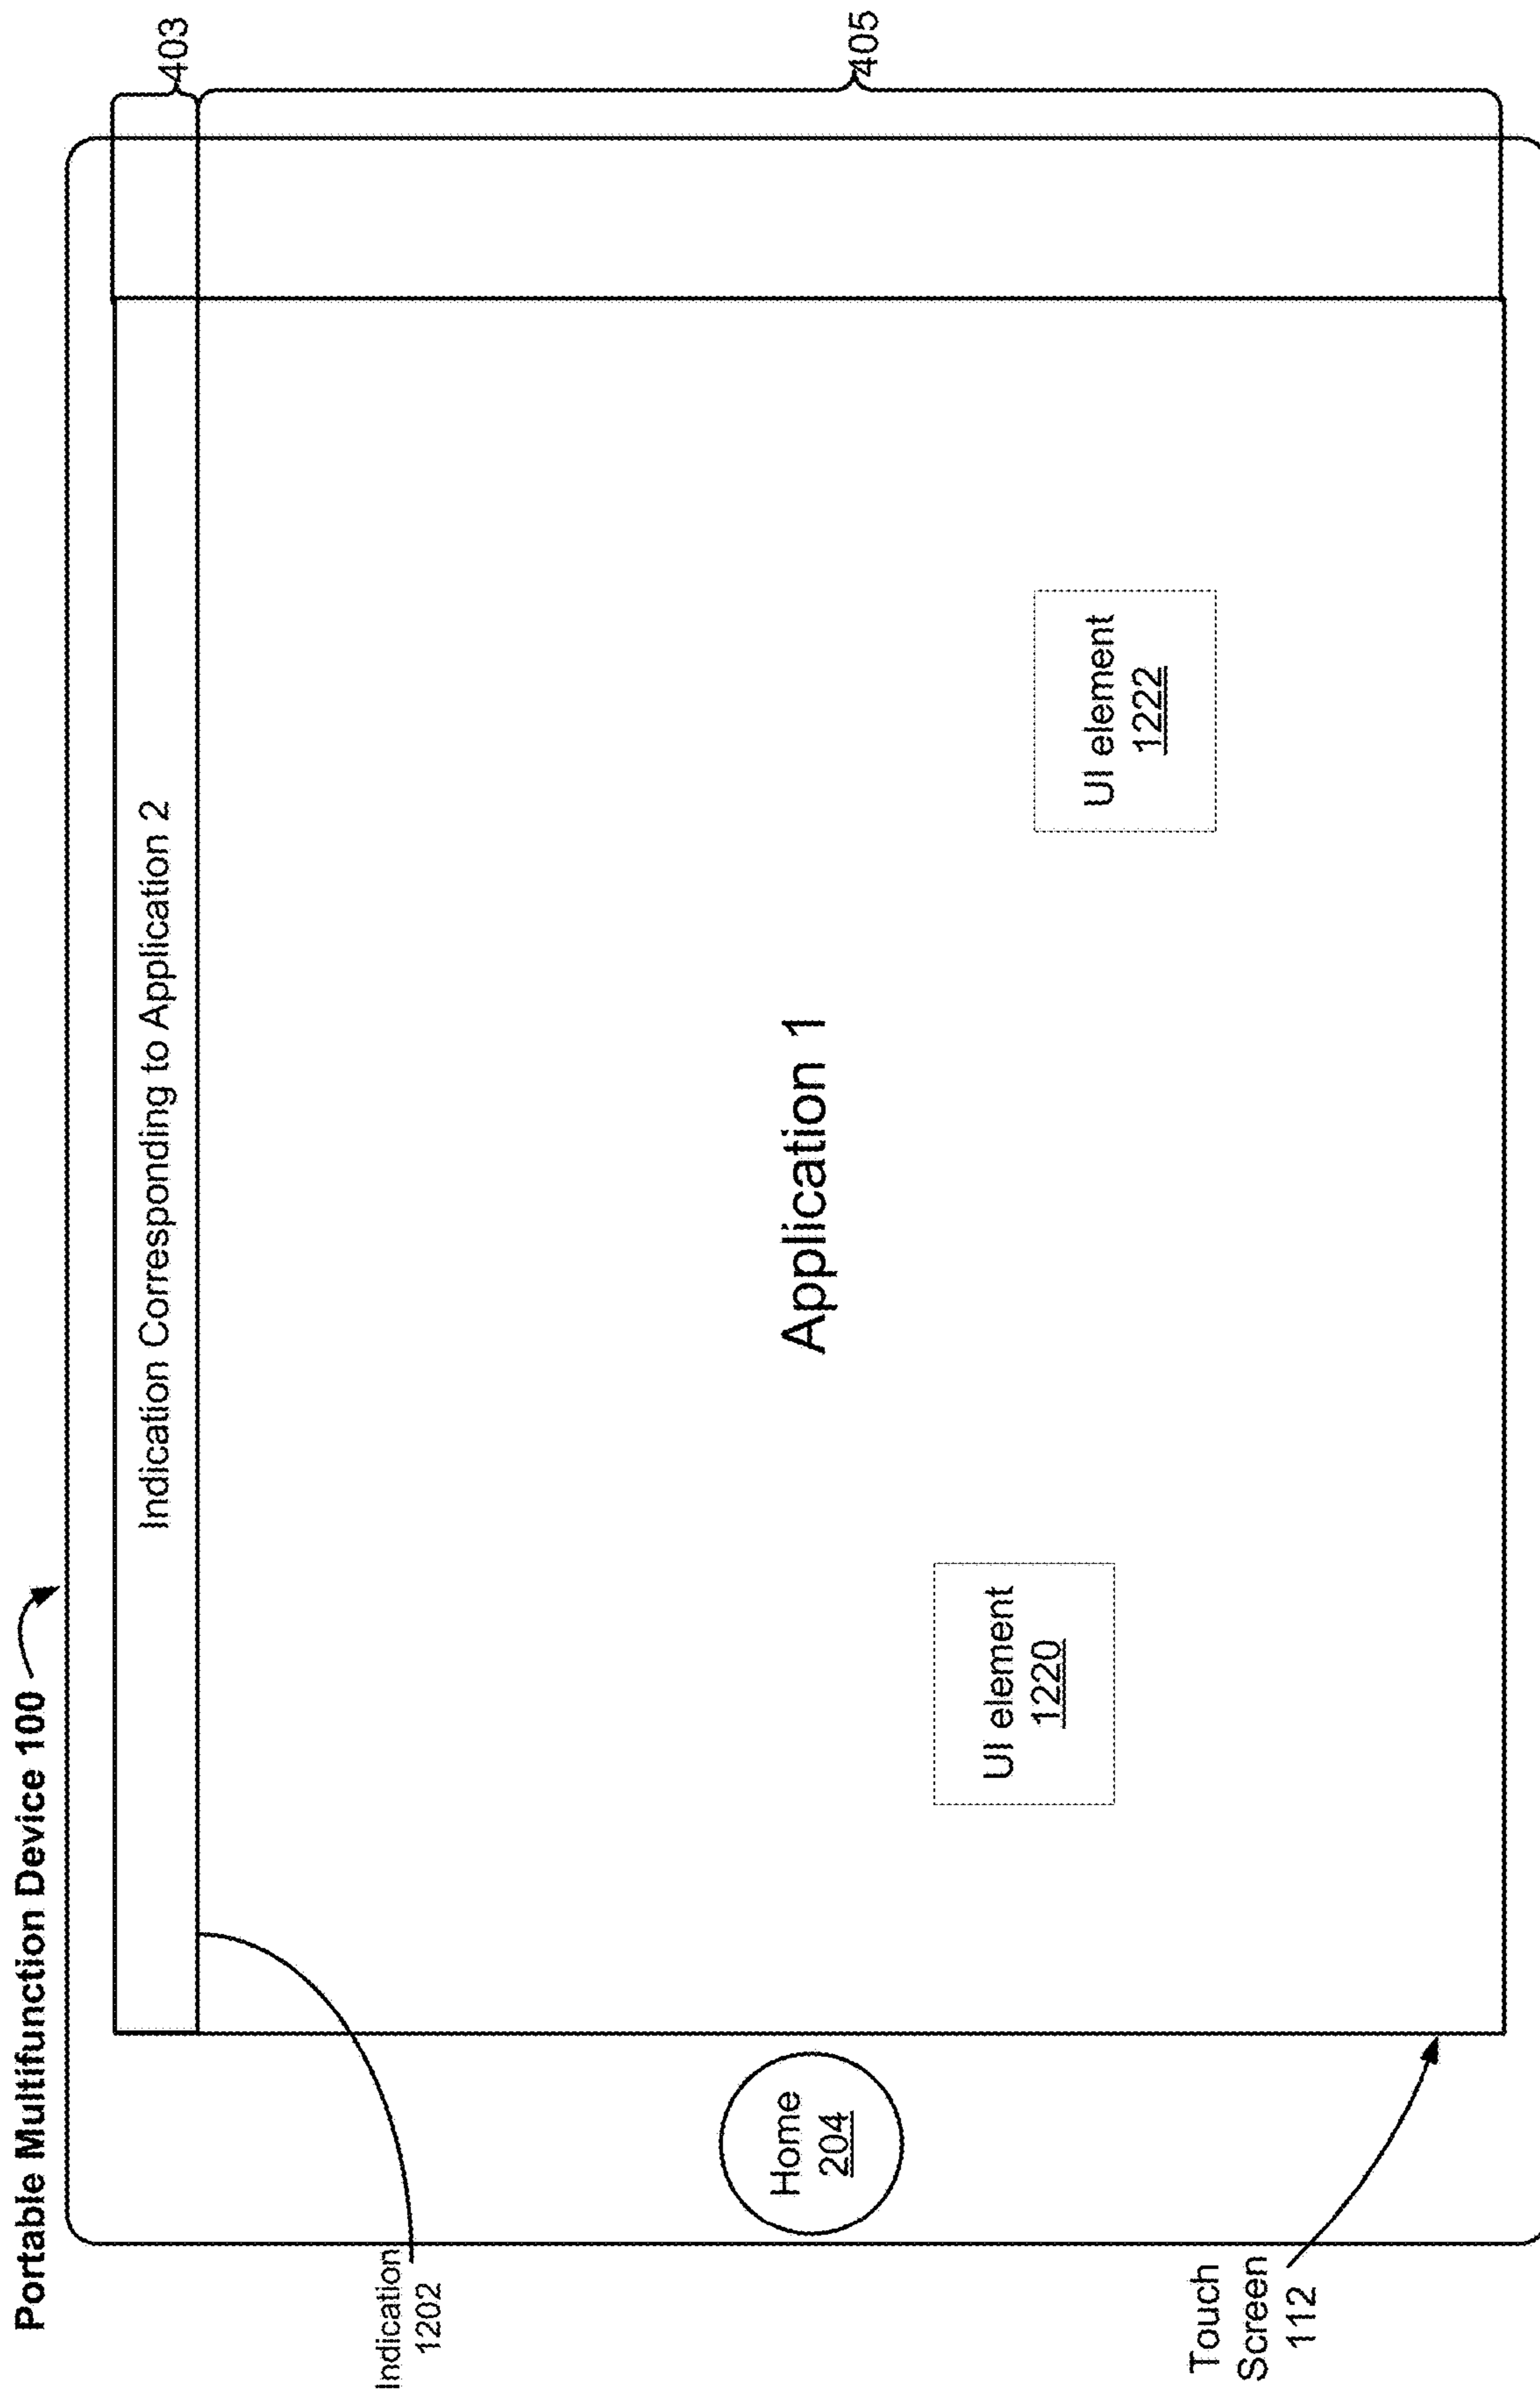 Portable Multifunction Device 100
403
Indication Corresponding to Application 2
405
Indication
1202
Application 1
Home
204
UI element
1220
UI element
1222
Touch
Screen
112